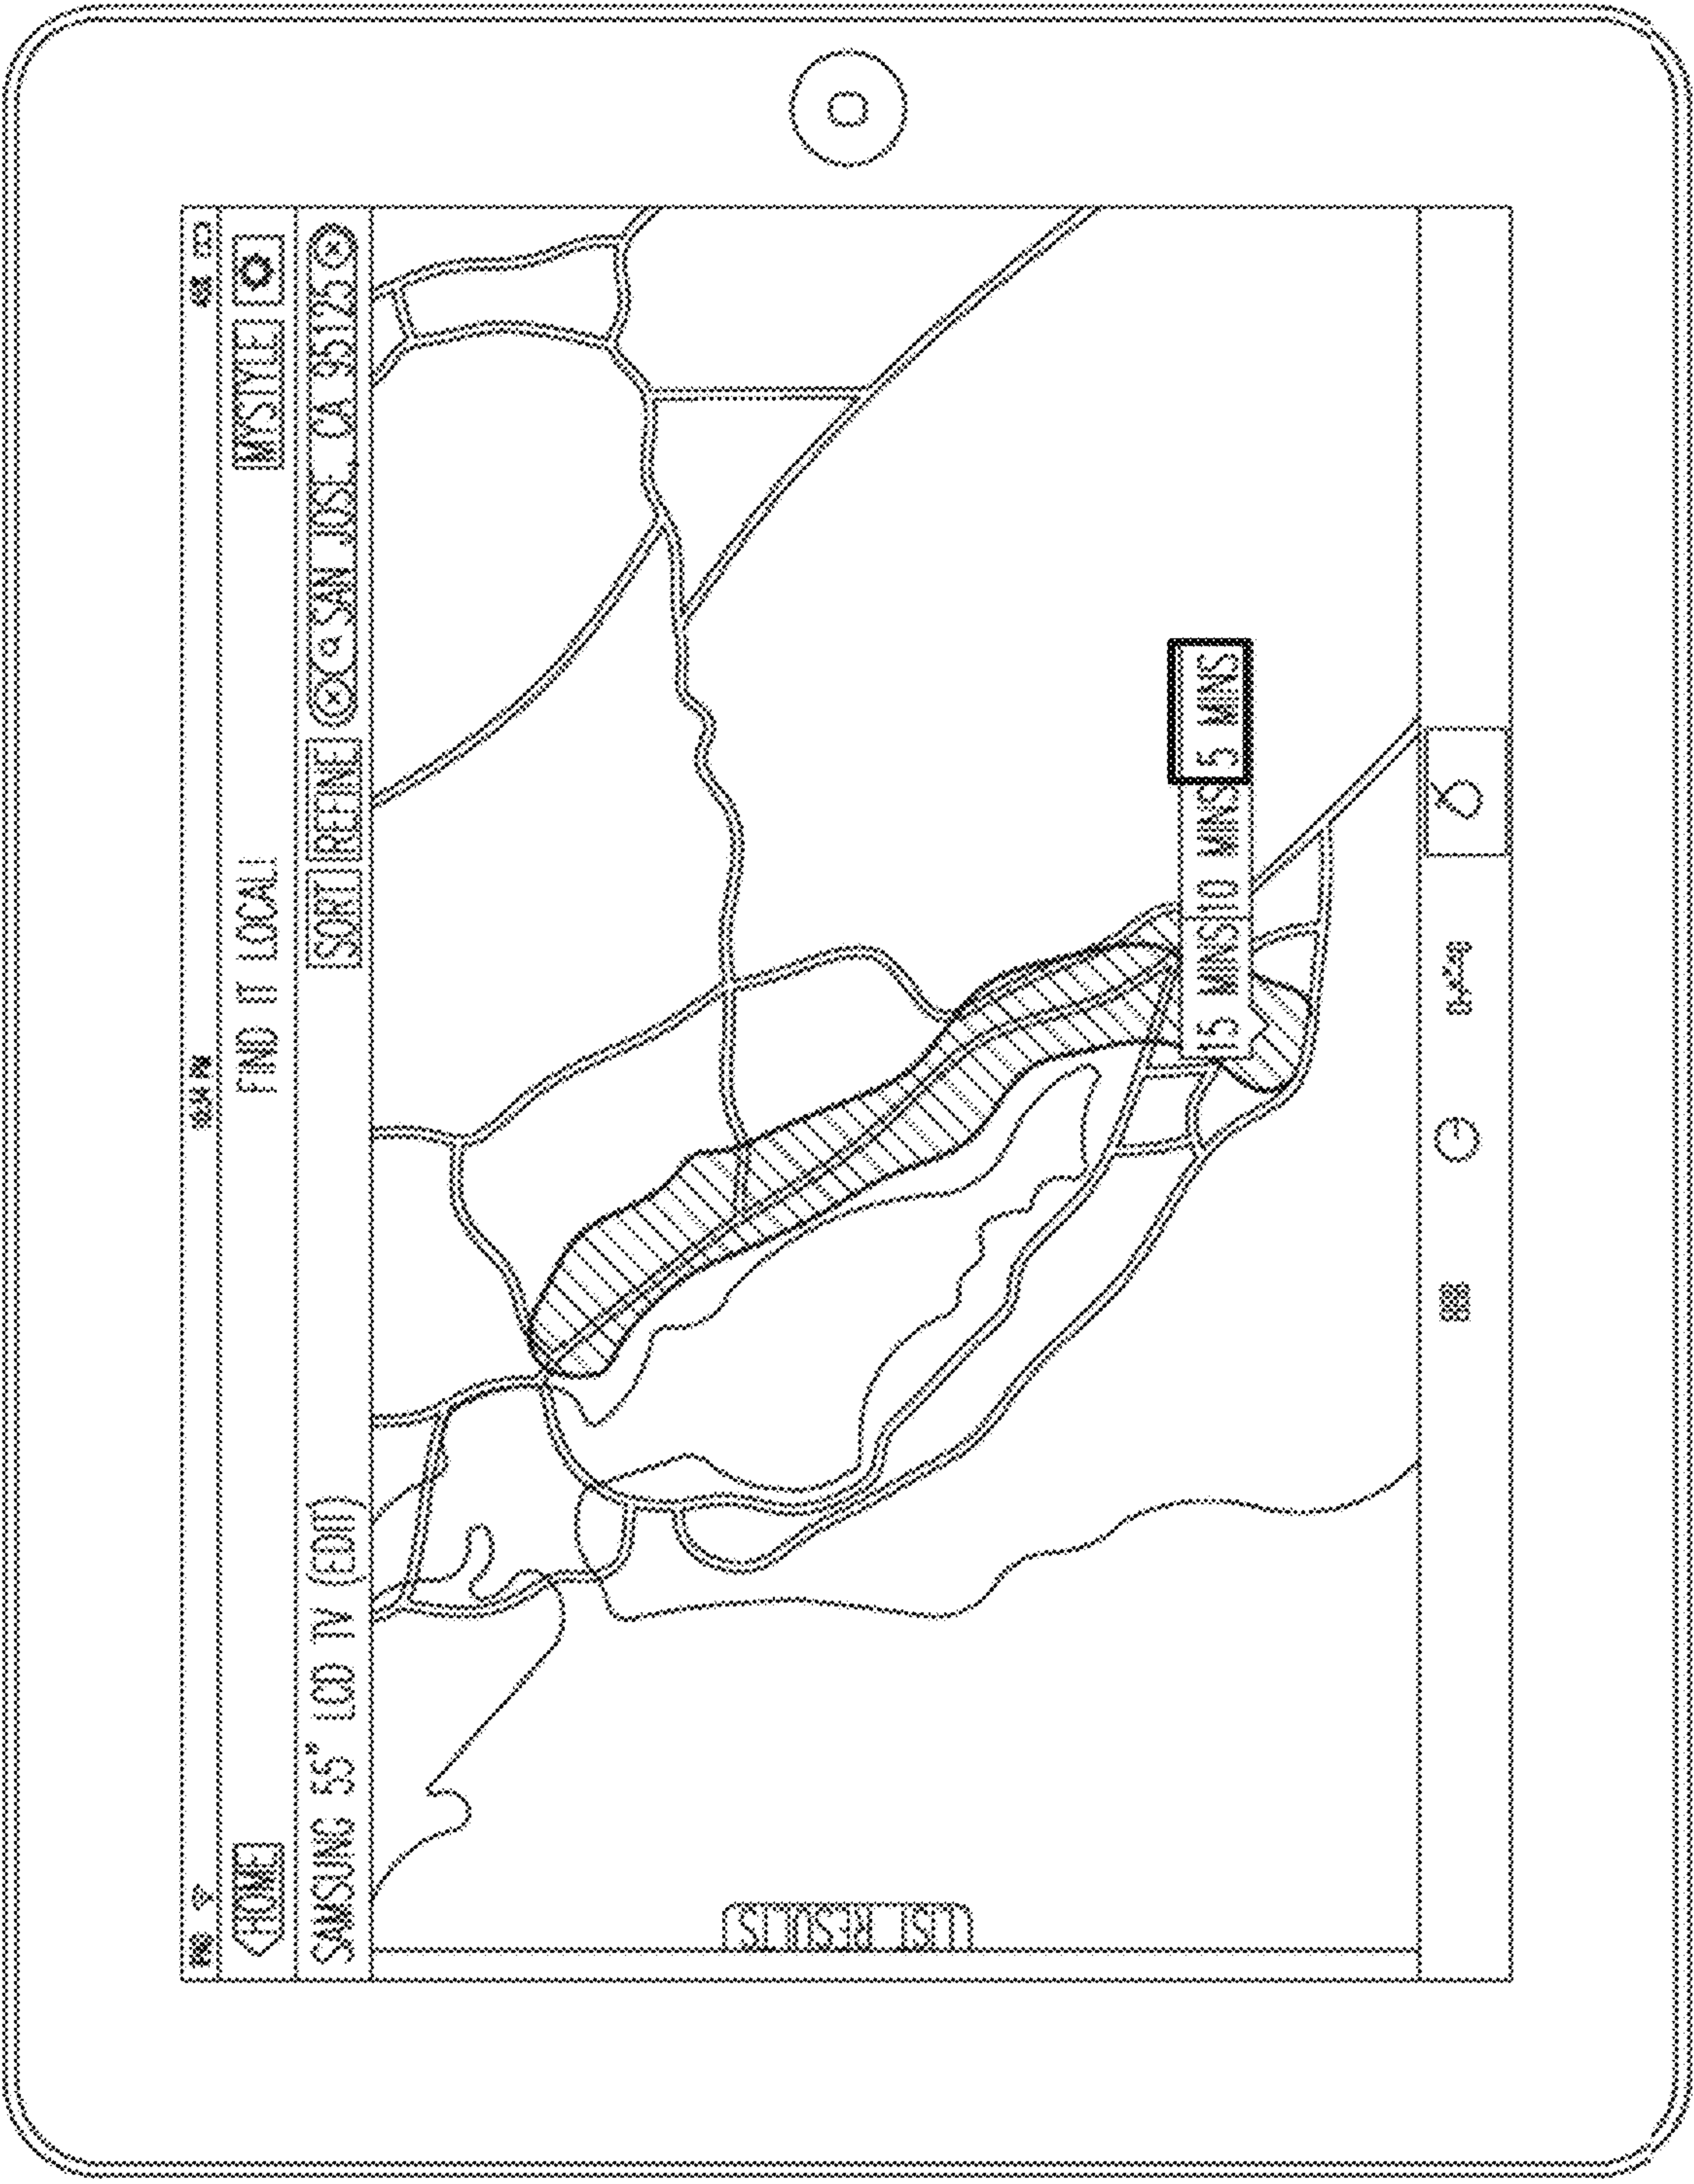 HOME FIND IT LOCAL! MYSTYLE
SAMSUNG 55" LCD TV (EDIT) SORT REFINE SAN JOSE, CA 95125
15 MINS 10 MINS 5 MINS
LIST RESULTS